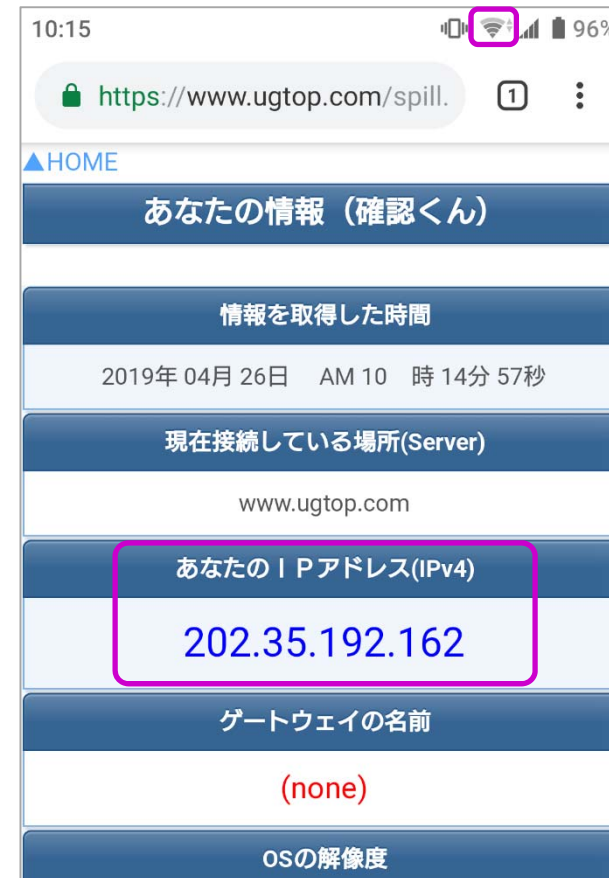 10:15 96%
https://www.ugtop.com/spill. 1
▲HOME
あなたの情報（確認くん）
情報を取得した時間
2019年 04月 26日 AM 10 時 14分 57秒
現在接続している場所(Server)
www.ugtop.com
あなたのＩＰアドレス(IPv4)
202.35.192.162
ゲートウェイの名前
(none)
OSの解像度